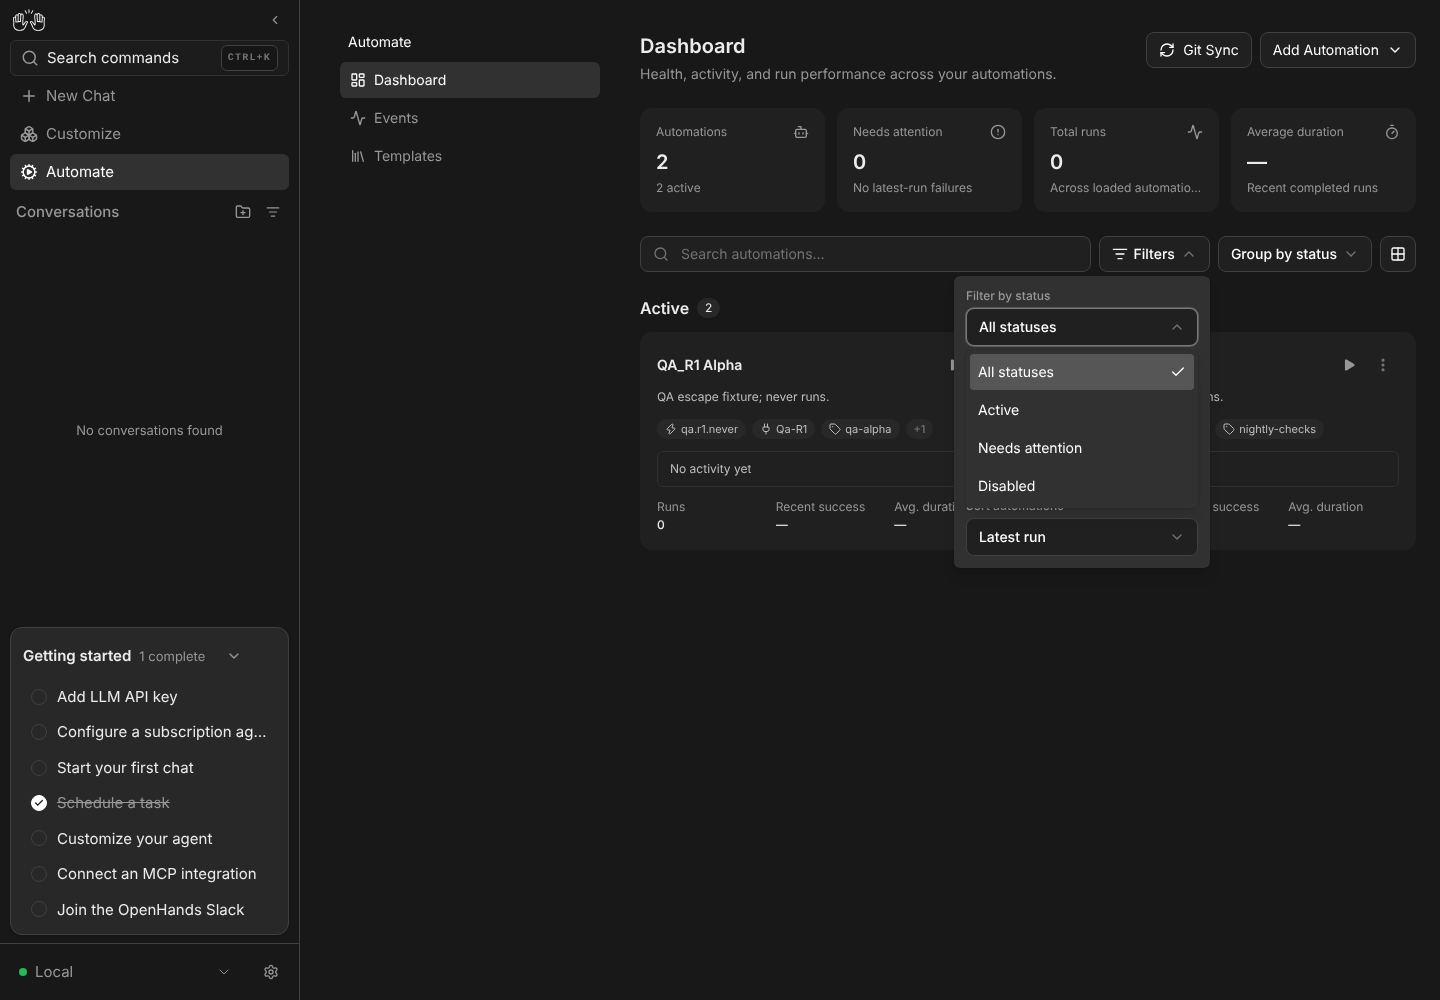 Search commands
CTRL+K
New Chat
Customize
Automate
Conversations
No conversations found
Getting started 1 complete
Add LLM API key
Configure a subscription ag...
Start your first chat
Schedule a task
Customize your agent
Connect an MCP integration
Join the OpenHands Slack
Local
Automate
Dashboard
Events
Templates
Dashboard
Health, activity, and run performance across your automations.
Git Sync
Add Automation
Automations
2
2 active
Needs attention
0
No latest-run failures
Total runs
0
Across loaded automatio...
Average duration
—
Recent completed runs
Search automations...
Filters
Group by status
Active 2
Filter by status
All statuses
All statuses
Active
Needs attention
Disabled
Latest run
QA_R1 Alpha
QA escape fixture; never runs.
qa.r1.never
Qa-R1
qa-alpha
+1
No activity yet
Runs
0
Recent success
—
Avg. durati
—
nightly-checks
success
Avg. duration
—